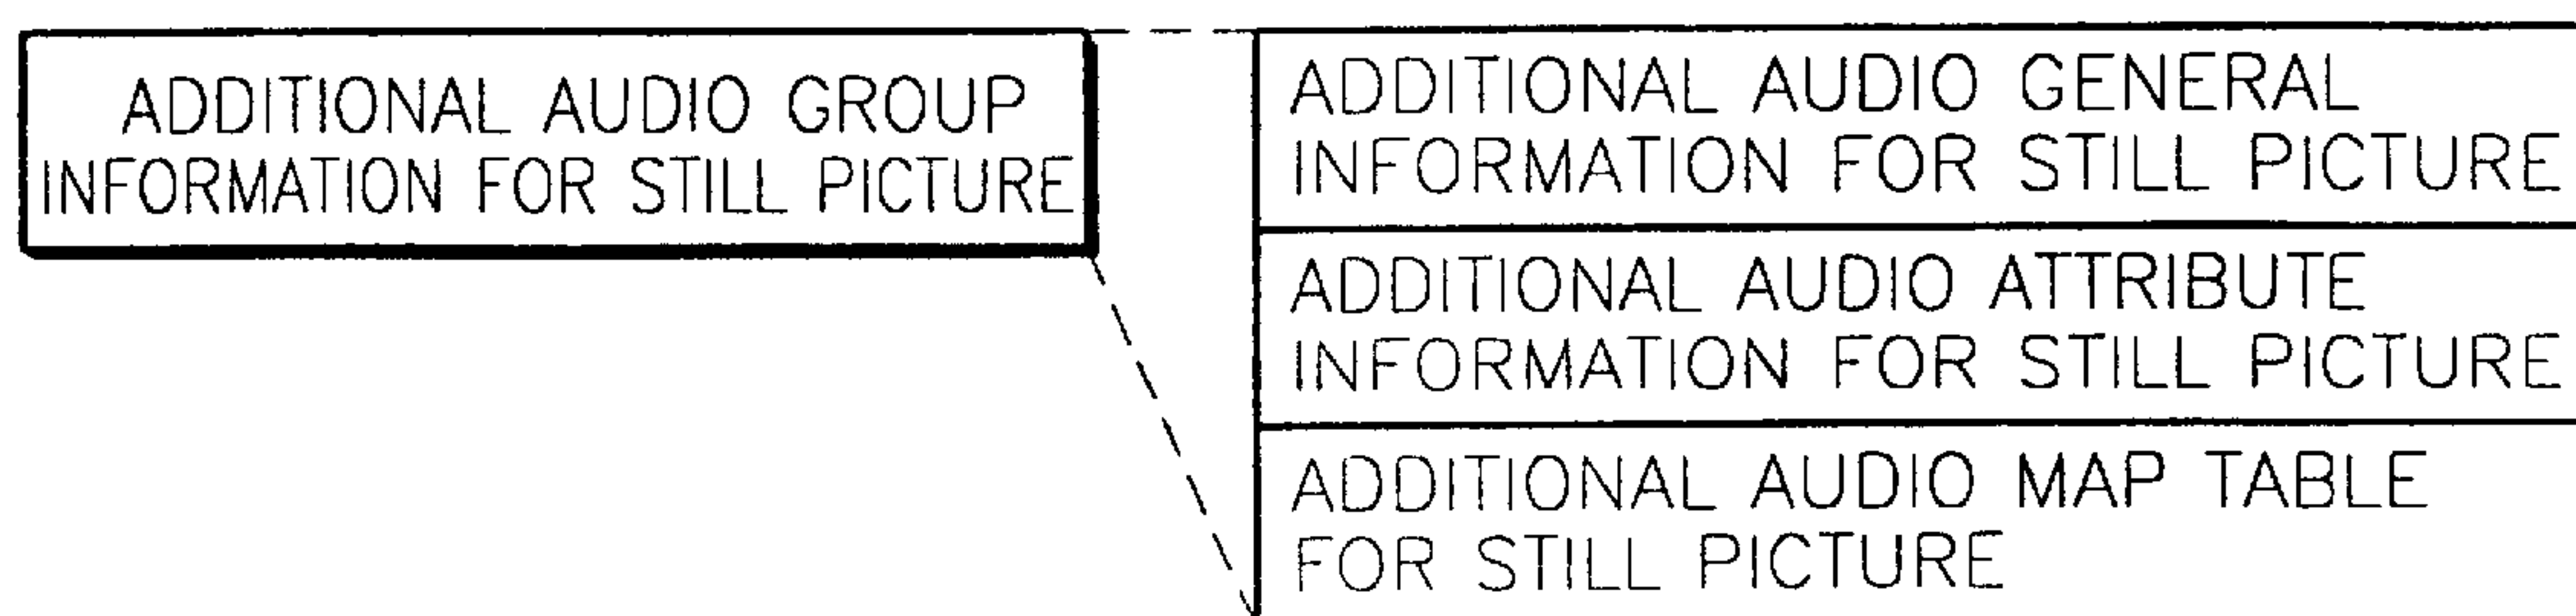 ADDITIONAL AUDIO GROUP
INFORMATION FOR STILL PICTURE
ADDITIONAL AUDIO GENERAL
INFORMATION FOR STILL PICTURE
ADDITIONAL AUDIO ATTRIBUTE
INFORMATION FOR STILL PICTURE
ADDITIONAL AUDIO MAP TABLE
FOR STILL PICTURE